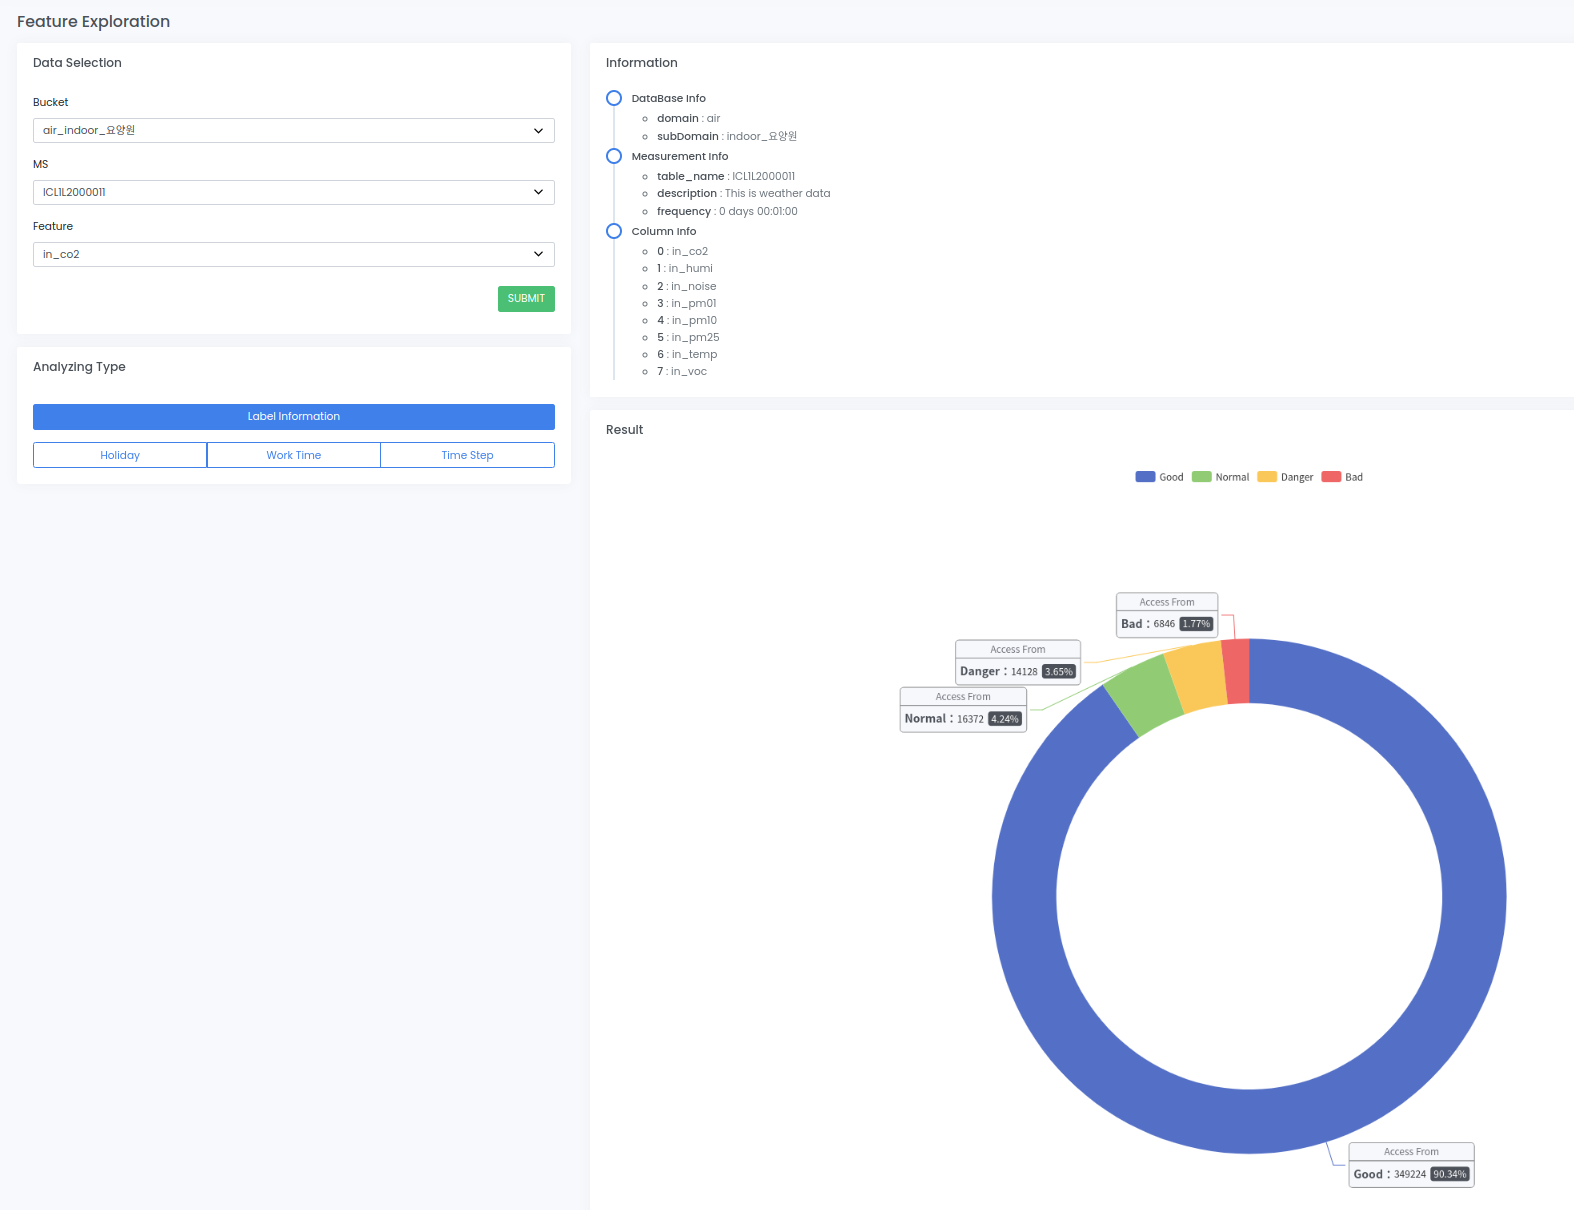 Feature Exploration
Data Selection
Bucket
air_indoor_요양원
MS
ICL1L2000011
Feature
in_co2
SUBMIT
Analyzing Type
Label Information
Holiday
Work Time
Time Step
Information
DataBase Info
domain : air
subDomain : indoor_요양원
Measurement Info
table_name : ICL1L2000011
description : This is weather data
frequency : 0 days 00:01:00
Column Info
0 : in_co2
1 : in_humi
2 : in_noise
3 : in_pm01
4 : in_pm10
5 : in_pm25
6 : in_temp
7 : in_voc
Result
Good Normal Danger Bad
Access From
Bad : 6846 1.77%
Access From
Danger : 14128 3.65%
Access From
Normal : 16372 4.24%
Access From
Good : 349224 90.34%